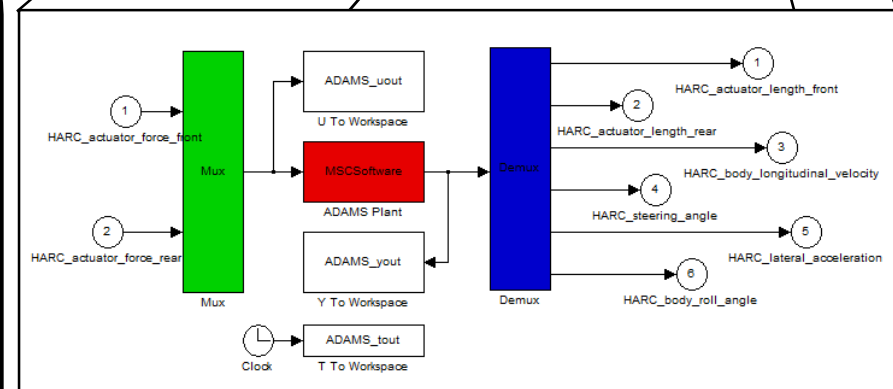 1
HARC_actuator_force_front
2
HARC_actuator_force_rear
Mux
Mux
ADAMS_uout
U To Workspace
MSCSoftware
ADAMS Plant
ADAMS_yout
Y To Workspace
Clock
ADAMS_tout
T To Workspace
Demux
Demux
1
HARC_actuator_length_front
2
HARC_actuator_length_rear
3
HARC_body_longitudinal_velocity
4
HARC_steering_angle
5
HARC_lateral_acceleration
6
HARC_body_roll_angle